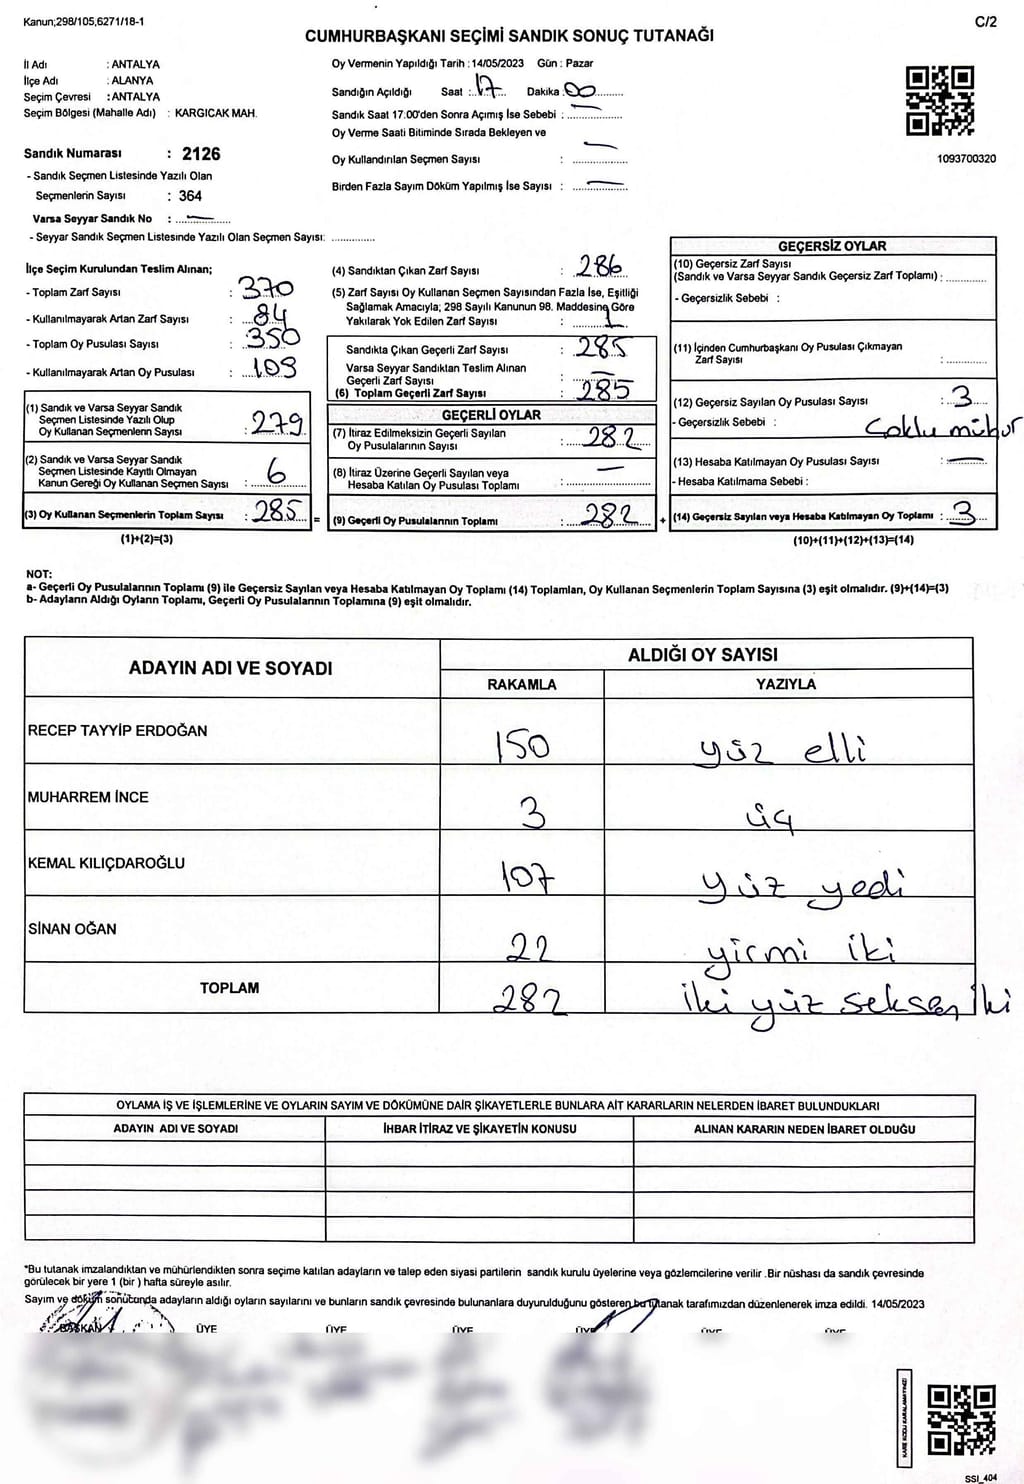 Kanun;298/105,6271/18-1
C/2
CUMHURBAŞKANI SEÇİMİ SANDIK SONUÇ TUTANAĞI
İl Adı : ANTALYA
İlçe Adı : ALANYA
Seçim Çevresi : ANTALYA
Seçim Bölgesi (Mahalle Adı) : KARGICAK MAH.
Sandık Numarası : 2126
- Sandık Seçmen Listesinde Yazılı Olan
Seçmenlerin Sayısı : 364
Varsa Seyyar Sandık No : —
- Seyyar Sandık Seçmen Listesinde Yazılı Olan Seçmen Sayısı: ..............
Oy Vermenin Yapıldığı Tarih : 14/05/2023 Gün : Pazar
Sandığın Açıldığı Saat : 17 Dakika : 00
Sandık Saat 17.00'den Sonra Açımış İse Sebebi : —
Oy Verme Saati Bitiminde Sırada Bekleyen ve
Oy Kullandırılan Seçmen Sayısı : —
Birden Fazla Sayım Döküm Yapılmış İse Sayısı : —
1093700320
İlçe Seçim Kurulundan Teslim Alınan;
- Toplam Zarf Sayısı : 370
- Kullanılmayarak Artan Zarf Sayısı : 84
- Toplam Oy Pusulası Sayısı : 350
- Kullanılmayarak Artan Oy Pusulası :
(1) Sandık ve Varsa Seyyar Sandık
Seçmen Listesinde Yazılı Olup
Oy Kullanan Seçmenlerin Sayısı : 279
(2) Sandık ve Varsa Seyyar Sandık
Seçmen Listesinde Kayıtlı Olmayan
Kanun Gereği Oy Kullanan Seçmen Sayısı : 6
(3) Oy Kullanan Seçmenlerin Toplam Sayısı : 285 =
(1)+(2)=(3)
(4) Sandıktan Çıkan Zarf Sayısı : 286
(5) Zarf Sayısı Oy Kullanan Seçmen Sayısından Fazla İse, Eşitliği
Sağlamak Amacıyla; 298 Sayılı Kanunun 98. Maddesine Göre
Yakılarak Yok Edilen Zarf Sayısı : 1
Sandıkta Çıkan Geçerli Zarf Sayısı : 285
Varsa Seyyar Sandıktan Teslim Alınan
Geçerli Zarf Sayısı : —
(6) Toplam Geçerli Zarf Sayısı : 285
GEÇERLİ OYLAR
(7) İtiraz Edilmeksizin Geçerli Sayılan
Oy Pusulalarının Sayısı : 282
(8) İtiraz Üzerine Geçerli Sayılan veya
Hesaba Katılan Oy Pusulası Toplamı : —
(9) Geçerli Oy Pusulalarının Toplamı : 282 +
GEÇERSİZ OYLAR
(10) Geçersiz Zarf Sayısı
(Sandık ve Varsa Seyyar Sandık Geçersiz Zarf Toplamı) : ............
- Geçersizlik Sebebi :
(11) İçinden Cumhurbaşkanı Oy Pusulası Çıkmayan
Zarf Sayısı : ............
(12) Geçersiz Sayılan Oy Pusulası Sayısı : 3
- Geçersizlik Sebebi : Çoklu mühür
(13) Hesaba Katılmayan Oy Pusulası Sayısı : —
- Hesaba Katılmama Sebebi :
(14) Geçersiz Sayılan veya Hesaba Katılmayan Oy Toplamı : 3
(10)+(11)+(12)+(13)=(14)
NOT:
a- Geçerli Oy Pusulalarının Toplamı (9) ile Geçersiz Sayılan veya Hesaba Katılmayan Oy Toplamı (14) Toplamları, Oy Kullanan Seçmenlerin Toplam Sayısına (3) eşit olmalıdır. (9)+(14)=(3)
b- Adayların Aldığı Oyların Toplamı, Geçerli Oy Pusulalarının Toplamına (9) eşit olmalıdır.
ADAYIN ADI VE SOYADI
ALDIĞI OY SAYISI
RAKAMLA YAZIYLA
RECEP TAYYİP ERDOĞAN 150 yüz elli
MUHARREM İNCE 3 üç
KEMAL KILIÇDAROĞLU 107 yüz yedi
SİNAN OĞAN 22 yirmi iki
TOPLAM 282 iki yüz seksen iki
OYLAMA İŞ VE İŞLEMLERİNE VE OYLARIN SAYIM VE DÖKÜMÜNE DAİR ŞİKAYETLERLE BUNLARA AİT KARARLARIN NELERDEN İBARET BULUNDUKLARI
ADAYIN ADI VE SOYADI İHBAR İTİRAZ VE ŞİKAYETİN KONUSU ALINAN KARARIN NEDEN İBARET OLDUĞU
*Bu tutanak imzalandıktan ve mühürlendikten sonra seçime katılan adayların ve talep eden siyasi partilerin sandık kurulu üyelerine veya gözlemcilerine verilir .Bir nüshası da sandık çevresinde
görülecek bir yere 1 (bir ) hafta süreyle asılır.
Sayım ve döküm sonucunda adayların aldığı oyların sayılarını ve bunların sandık çevresinde bulunanlara duyurulduğunu gösteren bu tutanak tarafımızdan düzenlenerek imza edildi. 14/05/2023
BAŞKAN ÜYE ÜYE ÜYE ÜYE ÜYE ÜYE
KARE KODU KARALAMAYINIZ!
SSI_404